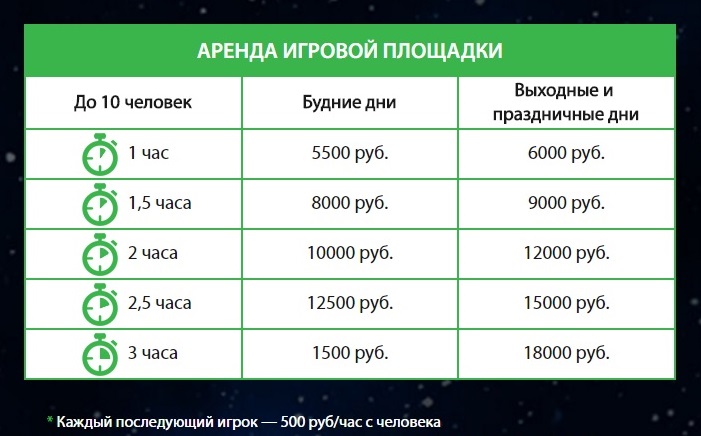 АРЕНДА ИГРОВОЙ ПЛОЩАДКИ
До 10 человек
Будние дни
Выходные и
праздничные дни
1 час
5500 руб.
6000 руб.
1,5 часа
8000 руб.
9000 руб.
2 часа
10000 руб.
12000 руб.
2,5 часа
12500 руб.
15000 руб.
3 часа
1500 руб.
18000 руб.
* Каждый последующий игрок — 500 руб/час с человека